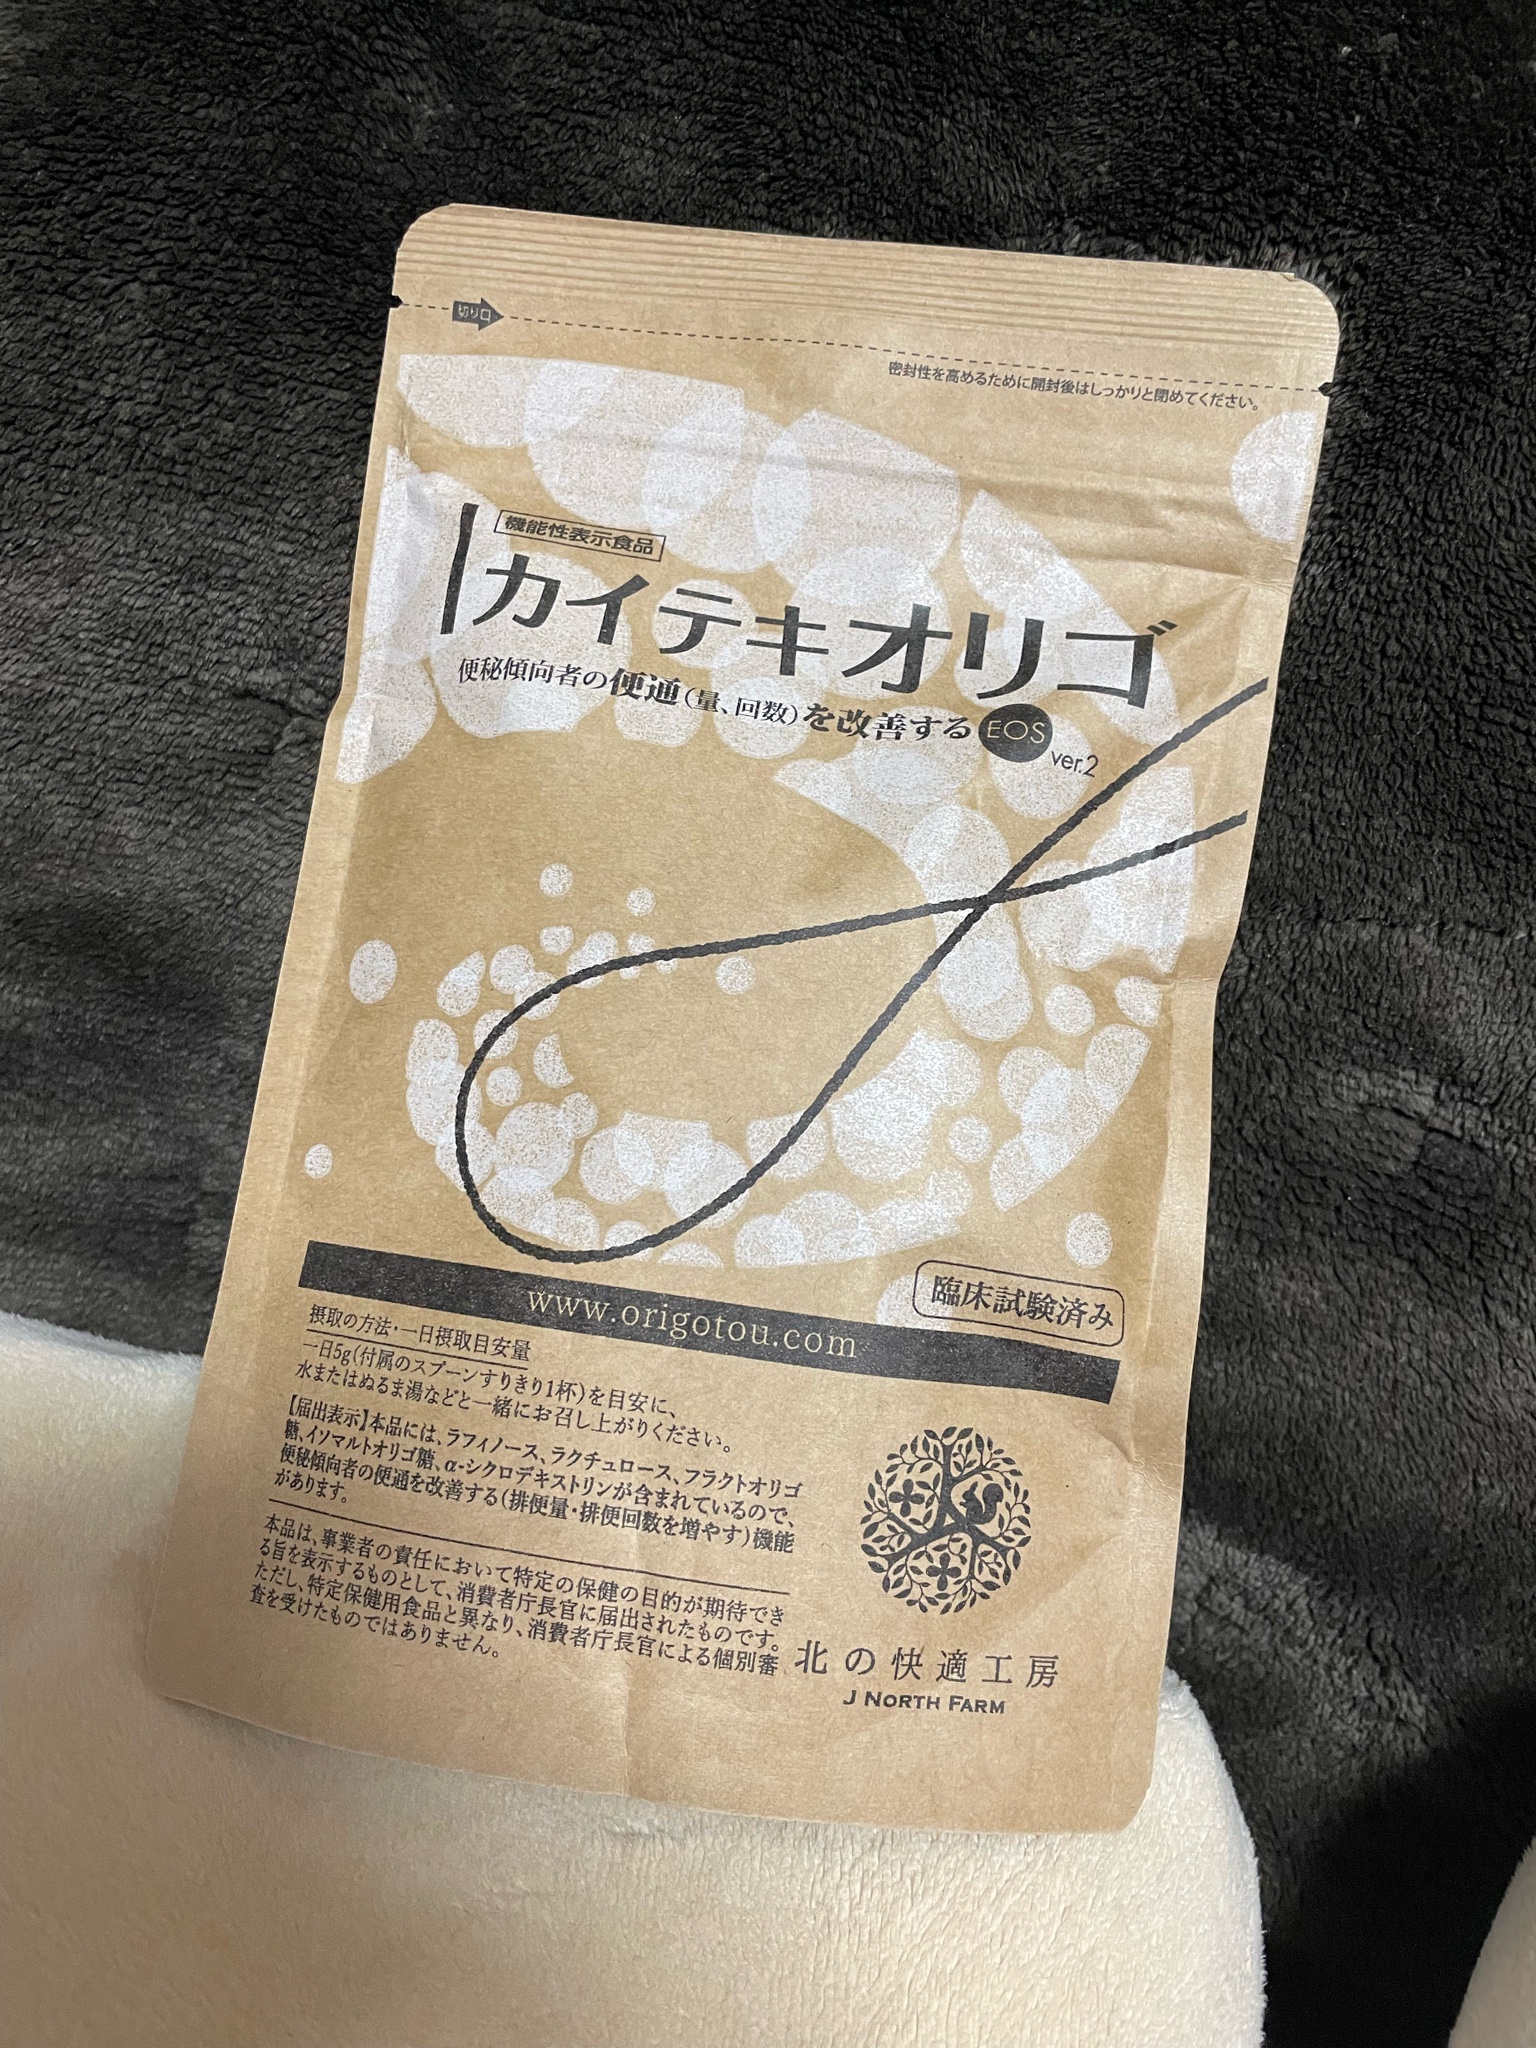 切り口
密封性を高めるために開封後はしっかりと閉めてください。
機能性表示食品
カイテキオリゴ
便秘傾向者の便通(量、回数)を改善する EOS ver.2
臨床試験済み
www.origotou.com
摂取の方法・一日摂取目安量
一日5g(付属のスプーンすりきり1杯)を目安に、
水またはぬるま湯などと一緒にお召し上がりください。
【届出表示】本品には、ラフィノース、ラクチュロース、フラクトオリゴ
糖、イソマルトオリゴ糖、α-シクロデキストリンが含まれているので、
便秘傾向者の便通を改善する(排便量・排便回数を増やす)機能
があります。
本品は、事業者の責任において特定の保健の目的が期待でき
る旨を表示するものとして、消費者庁長官に届出されたものです。
ただし、特定保健用食品と異なり、消費者庁長官による個別審
査を受けたものではありません。
北の快適工房
J NORTH FARM